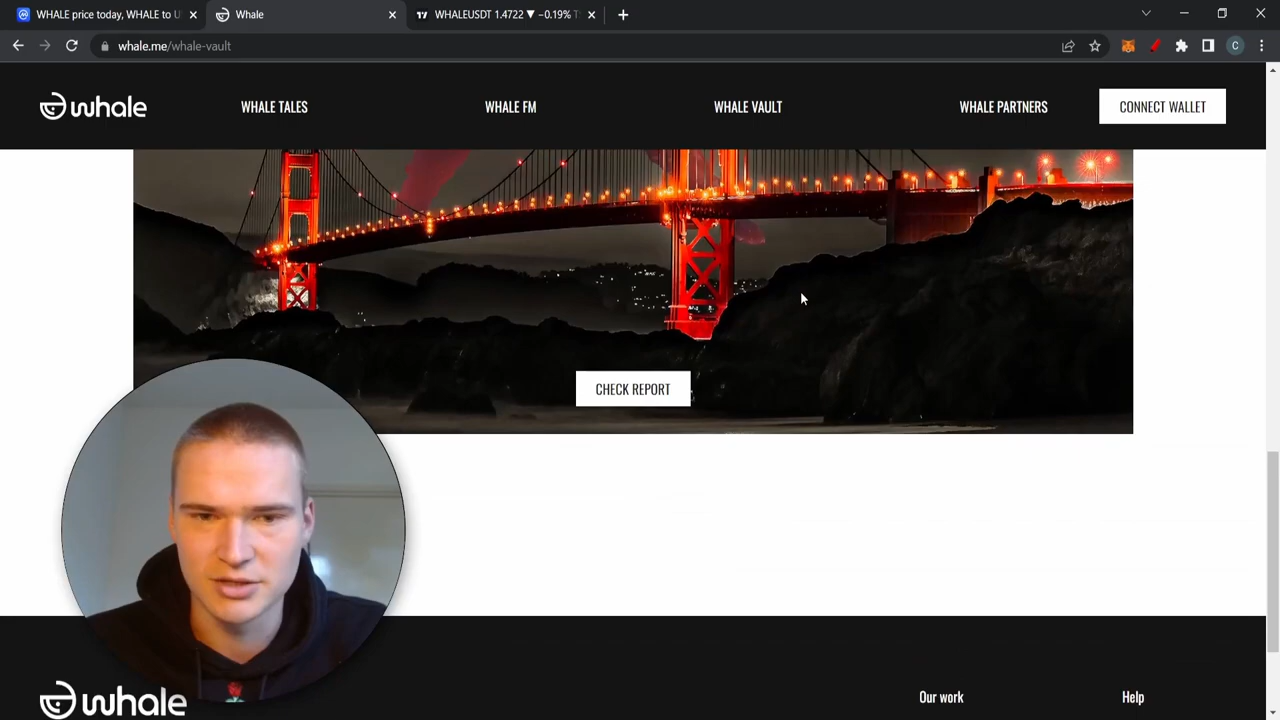 WHALE price today, WHALE to U
Whale
WHALEUSDT 1.4722 ▼ −0.19%
whale.me/whale-vault
C
whale
WHALE TALES
WHALE FM
WHALE VAULT
WHALE PARTNERS
CONNECT WALLET
CHECK REPORT
whale
Our work
Help